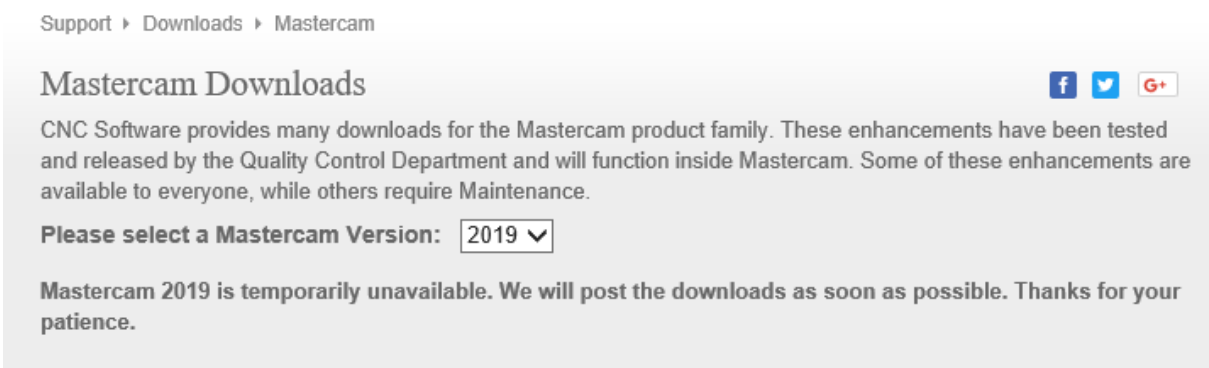 Support ▸ Downloads ▸ Mastercam
Mastercam Downloads
f
G+
CNC Software provides many downloads for the Mastercam product family. These enhancements have been tested
and released by the Quality Control Department and will function inside Mastercam. Some of these enhancements are
available to everyone, while others require Maintenance.
Please select a Mastercam Version: 2019
Mastercam 2019 is temporarily unavailable. We will post the downloads as soon as possible. Thanks for your
patience.